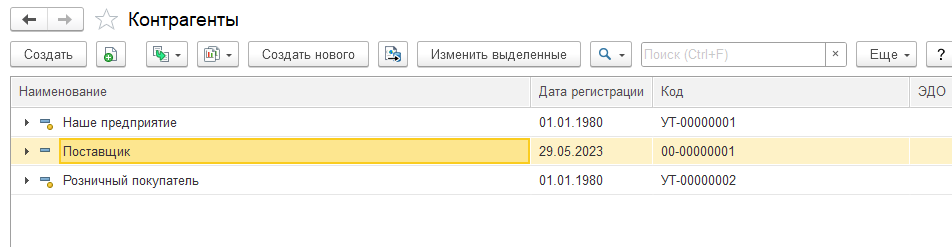 Контрагенты
Создать Создать нового Изменить выделенные Поиск (Ctrl+F) × Еще ?
Наименование Дата регистрации Код ЭДО
Наше предприятие 01.01.1980 УТ-00000001
Поставщик 29.05.2023 00-00000001
Розничный покупатель 01.01.1980 УТ-00000002